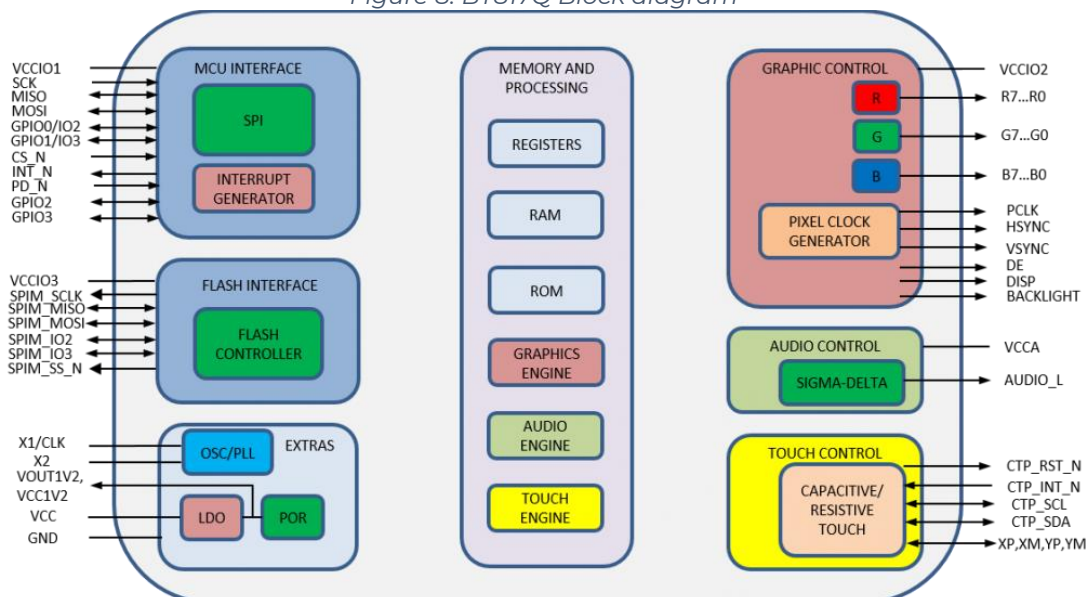 Figure 8. BT817Q Block diagram
VCCIO1
SCK
MISO
MOSI
GPIO0/IO2
GPIO1/IO3
CS_N
INT_N
PD_N
GPIO2
GPIO3
MCU INTERFACE
SPI
INTERRUPT
GENERATOR
VCCIO3
SPIM_SCLK
SPIM_MISO
SPIM_MOSI
SPIM_IO2
SPIM_IO3
SPIM_SS_N
FLASH INTERFACE
FLASH
CONTROLLER
X1/CLK
X2
VOUT1V2,
VCC1V2
VCC
GND
OSC/PLL
EXTRAS
LDO
POR
MEMORY AND
PROCESSING
REGISTERS
RAM
ROM
GRAPHICS
ENGINE
AUDIO
ENGINE
TOUCH
ENGINE
GRAPHIC CONTROL
R
G
B
PIXEL CLOCK
GENERATOR
VCCIO2
R7...R0
G7...G0
B7...B0
PCLK
HSYNC
VSYNC
DE
DISP
BACKLIGHT
AUDIO CONTROL
SIGMA-DELTA
VCCA
AUDIO_L
TOUCH CONTROL
CAPACITIVE/
RESISTIVE
TOUCH
CTP_RST_N
CTP_INT_N
CTP_SCL
CTP_SDA
XP,XM,YP,YM